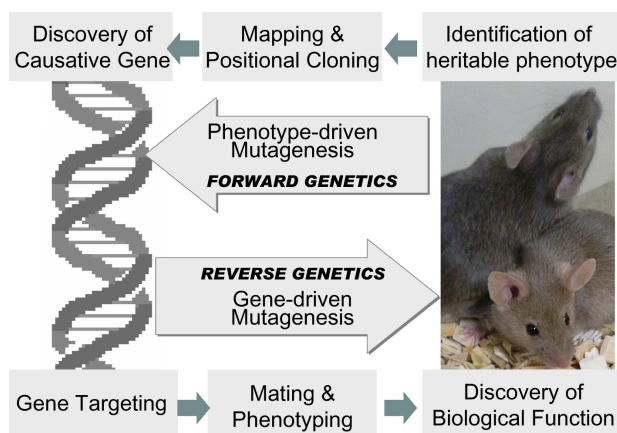 Discovery of
Causative Gene
Mapping &
Positional Cloning
Identification of
heritable phenotype
Phenotype-driven
Mutagenesis
FORWARD GENETICS
REVERSE GENETICS
Gene-driven
Mutagenesis
Gene Targeting
Mating &
Phenotyping
Discovery of
Biological Function